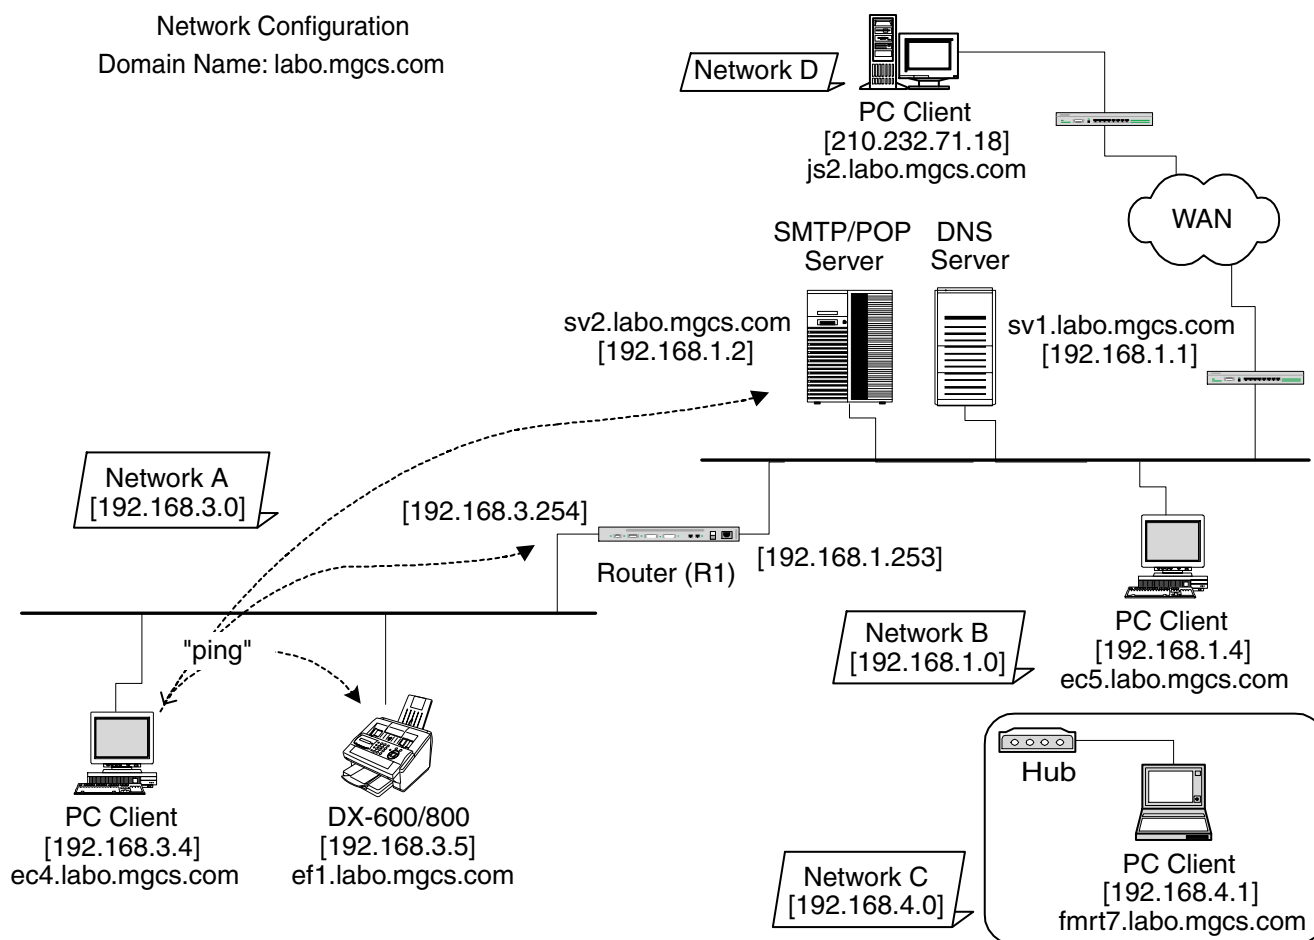 Network Configuration
Domain Name: labo.mgcs.com
Network D
PC Client
[210.232.71.18]
js2.labo.mgcs.com
WAN
SMTP/POP
Server
DNS
Server
sv2.labo.mgcs.com
[192.168.1.2]
sv1.labo.mgcs.com
[192.168.1.1]
Network A
[192.168.3.0]
[192.168.3.254]
Router (R1)
[192.168.1.253]
"ping"
Network B
[192.168.1.0]
PC Client
[192.168.1.4]
ec5.labo.mgcs.com
PC Client
[192.168.3.4]
ec4.labo.mgcs.com
DX-600/800
[192.168.3.5]
ef1.labo.mgcs.com
Hub
Network C
[192.168.4.0]
PC Client
[192.168.4.1]
fmrt7.labo.mgcs.com